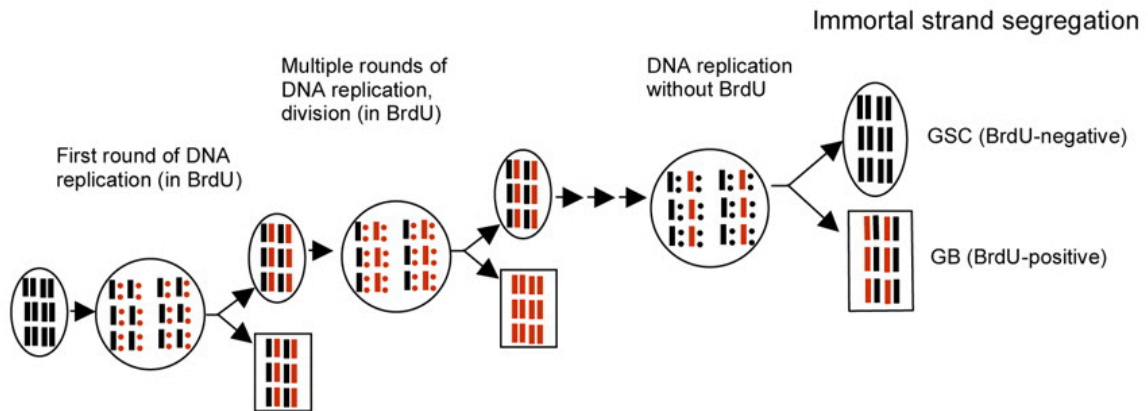 Immortal strand segregation
Multiple rounds of
DNA replication,
division (in BrdU)
DNA replication
without BrdU
First round of DNA
replication (in BrdU)
GSC (BrdU-negative)
GB (BrdU-positive)